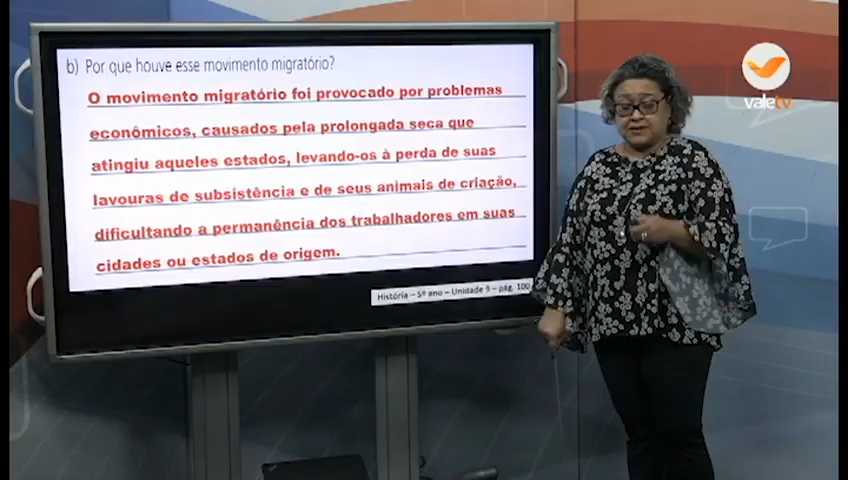 b) Por que houve esse movimento migratório?
O movimento migratório foi provocado por problemas
econômicos, causados pela prolongada seca que
atingiu aqueles estados, levando-os à perda de suas
lavouras de subsistência e de seus animais de criação,
dificultando a permanência dos trabalhadores em suas
cidades ou estados de origem.
História – 5º ano – Unidade 9 – pág. 100
valetv